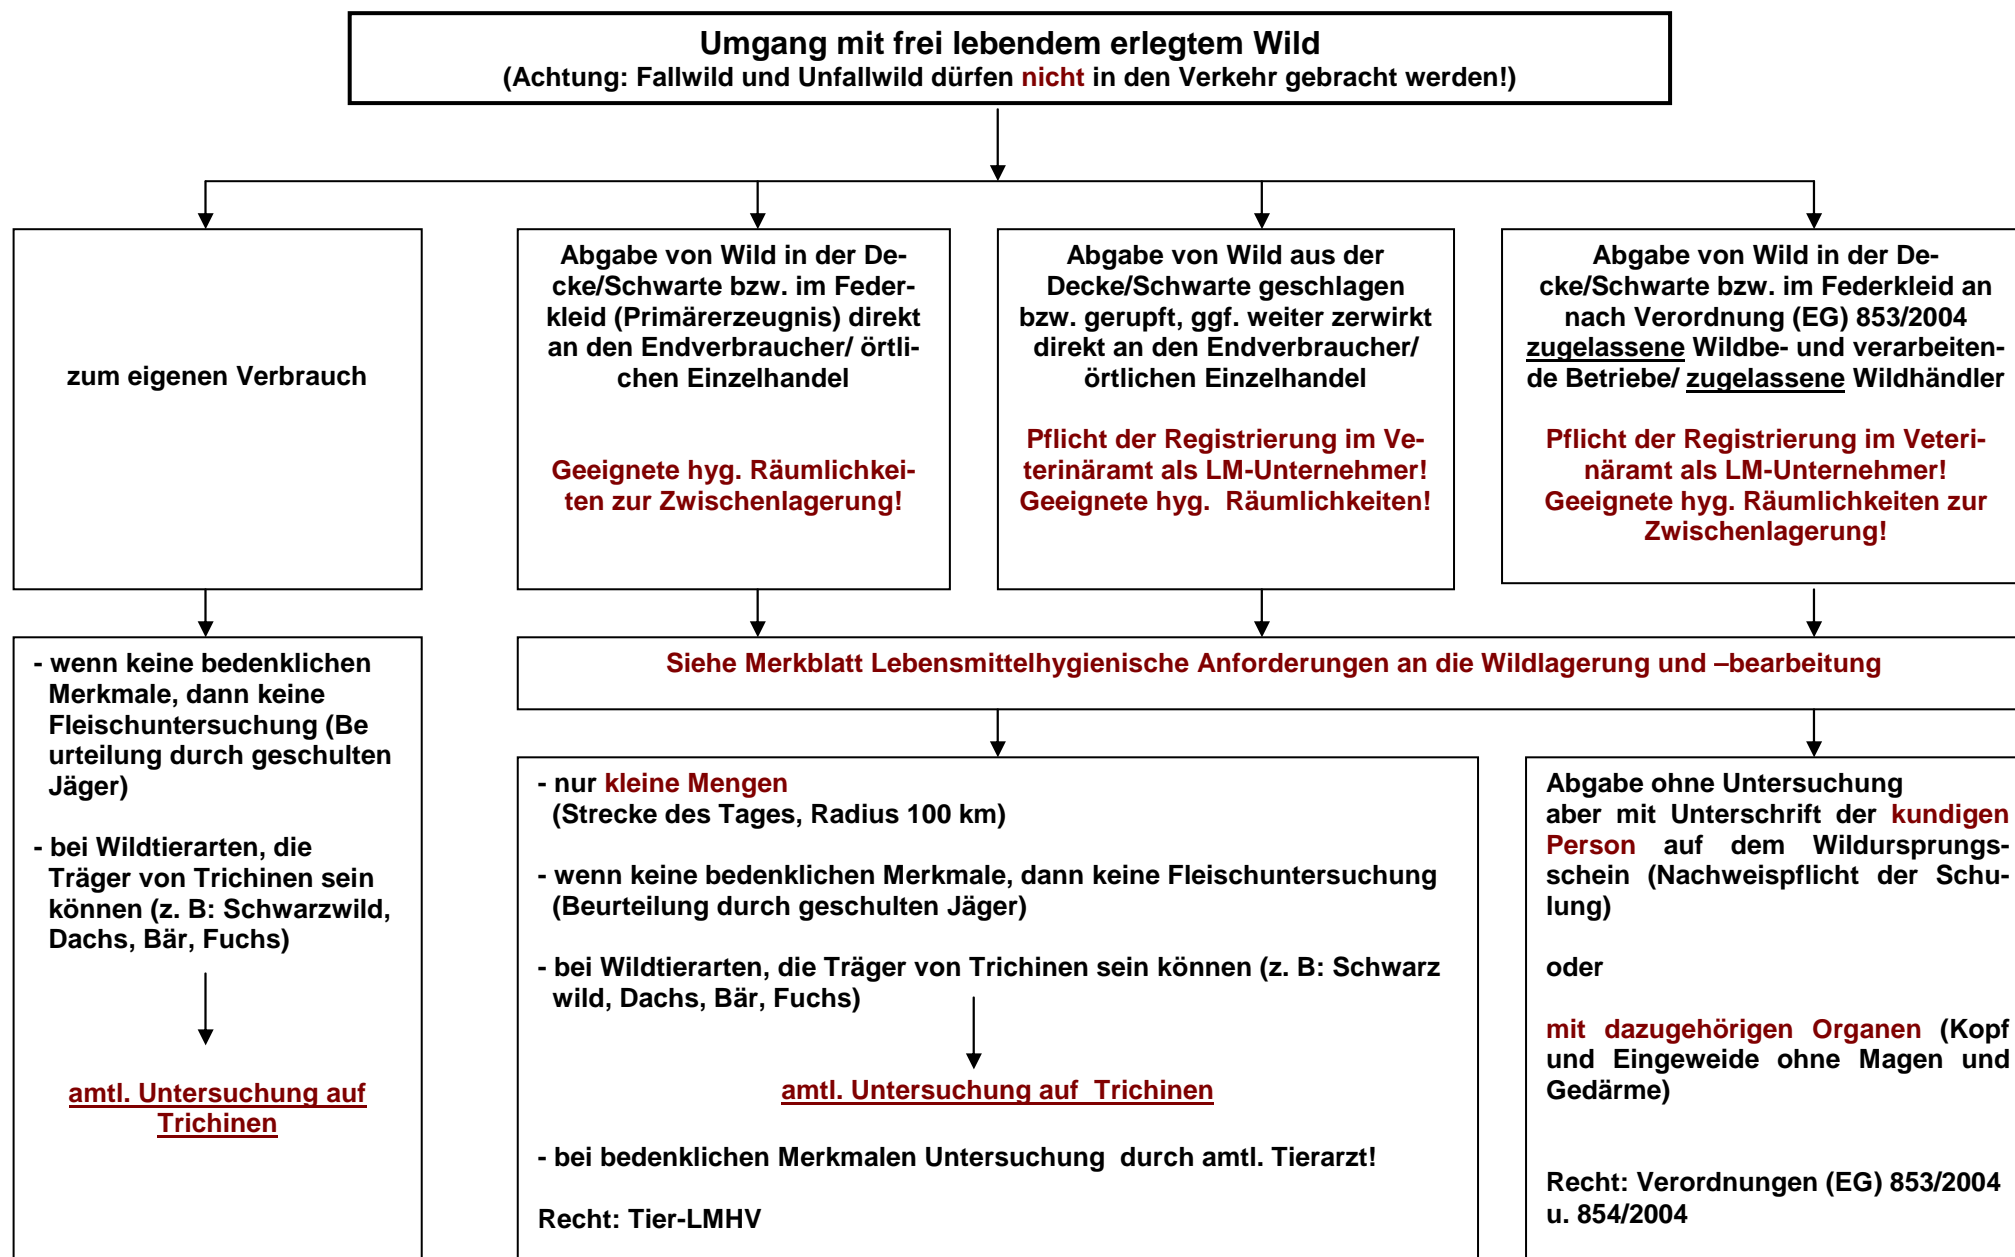 Umgang mit frei lebendem erlegtem Wild
(Achtung: Fallwild und Unfallwild dürfen nicht in den Verkehr gebracht werden!)
zum eigenen Verbrauch
Abgabe von Wild in der De-
cke/Schwarte bzw. im Feder-
kleid (Primärerzeugnis) direkt
an den Endverbraucher/ örtli-
chen Einzelhandel
Geeignete hyg. Räumlichkei-
ten zur Zwischenlagerung!
Abgabe von Wild aus der
Decke/Schwarte geschlagen
bzw. gerupft, ggf. weiter zerwirkt
direkt an den Endverbraucher/
örtlichen Einzelhandel
Pflicht der Registrierung im Ve-
terinäramt als LM-Unternehmer!
Geeignete hyg.  Räumlichkeiten!
Abgabe von Wild in der De-
cke/Schwarte bzw. im Federkleid an
nach Verordnung (EG) 853/2004
zugelassene Wildbe- und verarbeiten-
de Betriebe/ zugelassene Wildhändler
Pflicht der Registrierung im Veteri-
näramt als LM-Unternehmer!
Geeignete hyg. Räumlichkeiten zur
Zwischenlagerung!
- wenn keine bedenklichen
Merkmale, dann keine
Fleischuntersuchung (Be
urteilung durch geschulten
Jäger)
- bei Wildtierarten, die
Träger von Trichinen sein
können (z. B: Schwarzwild,
Dachs, Bär, Fuchs)
amtl. Untersuchung auf
Trichinen
Siehe Merkblatt Lebensmittelhygienische Anforderungen an die Wildlagerung und –bearbeitung
- nur kleine Mengen
(Strecke des Tages, Radius 100 km)
- wenn keine bedenklichen Merkmale, dann keine Fleischuntersuchung
(Beurteilung durch geschulten Jäger)
- bei Wildtierarten, die Träger von Trichinen sein können (z. B: Schwarz
wild, Dachs, Bär, Fuchs)
amtl. Untersuchung auf  Trichinen
- bei bedenklichen Merkmalen Untersuchung  durch amtl. Tierarzt!
Recht: Tier-LMHV
Abgabe ohne Untersuchung
aber mit Unterschrift der kundigen
Person auf dem Wildursprungs-
schein (Nachweispflicht der Schu-
lung)
oder
mit dazugehörigen Organen (Kopf
und Eingeweide ohne Magen und
Gedärme)
Recht: Verordnungen (EG) 853/2004
u. 854/2004